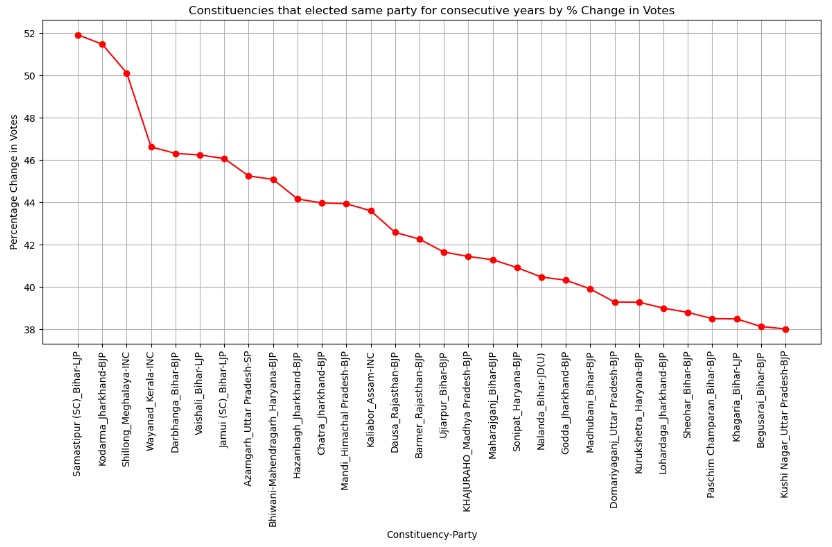 Constituencies that elected same party for consecutive years by % Change in Votes
Percentage Change in Votes
52
50
48
46
44
42
40
38
Samastipur (SC)_Bihar-LJP
Kodarma_Jharkhand-BJP
Shillong_Meghalaya-INC
Wayanad_Kerala-INC
Darbhanga_Bihar-BJP
Vaishali_Bihar-LJP
Jamui (SC)_Bihar-LJP
Azamgarh_Uttar Pradesh-SP
Bhiwani-Mahendragarh_Haryana-BJP
Hazaribagh_Jharkhand-BJP
Chatra_Jharkhand-BJP
Mandi_Himachal Pradesh-BJP
Kaliabor_Assam-INC
Dausa_Rajasthan-BJP
Barmer_Rajasthan-BJP
Ujiarpur_Bihar-BJP
KHAJURAHO_Madhya Pradesh-BJP
Maharajganj_Bihar-BJP
Sonipat_Haryana-BJP
Nalanda_Bihar-JD(U)
Godda_Jharkhand-BJP
Madhubani_Bihar-BJP
Domariyaganj_Uttar Pradesh-BJP
Kurukshetra_Haryana-BJP
Lohardaga_Jharkhand-BJP
Sheohar_Bihar-BJP
Paschim Champaran_Bihar-BJP
Khagaria_Bihar-LJP
Begusarai_Bihar-BJP
Kushi Nagar_Uttar Pradesh-BJP
Constituency-Party